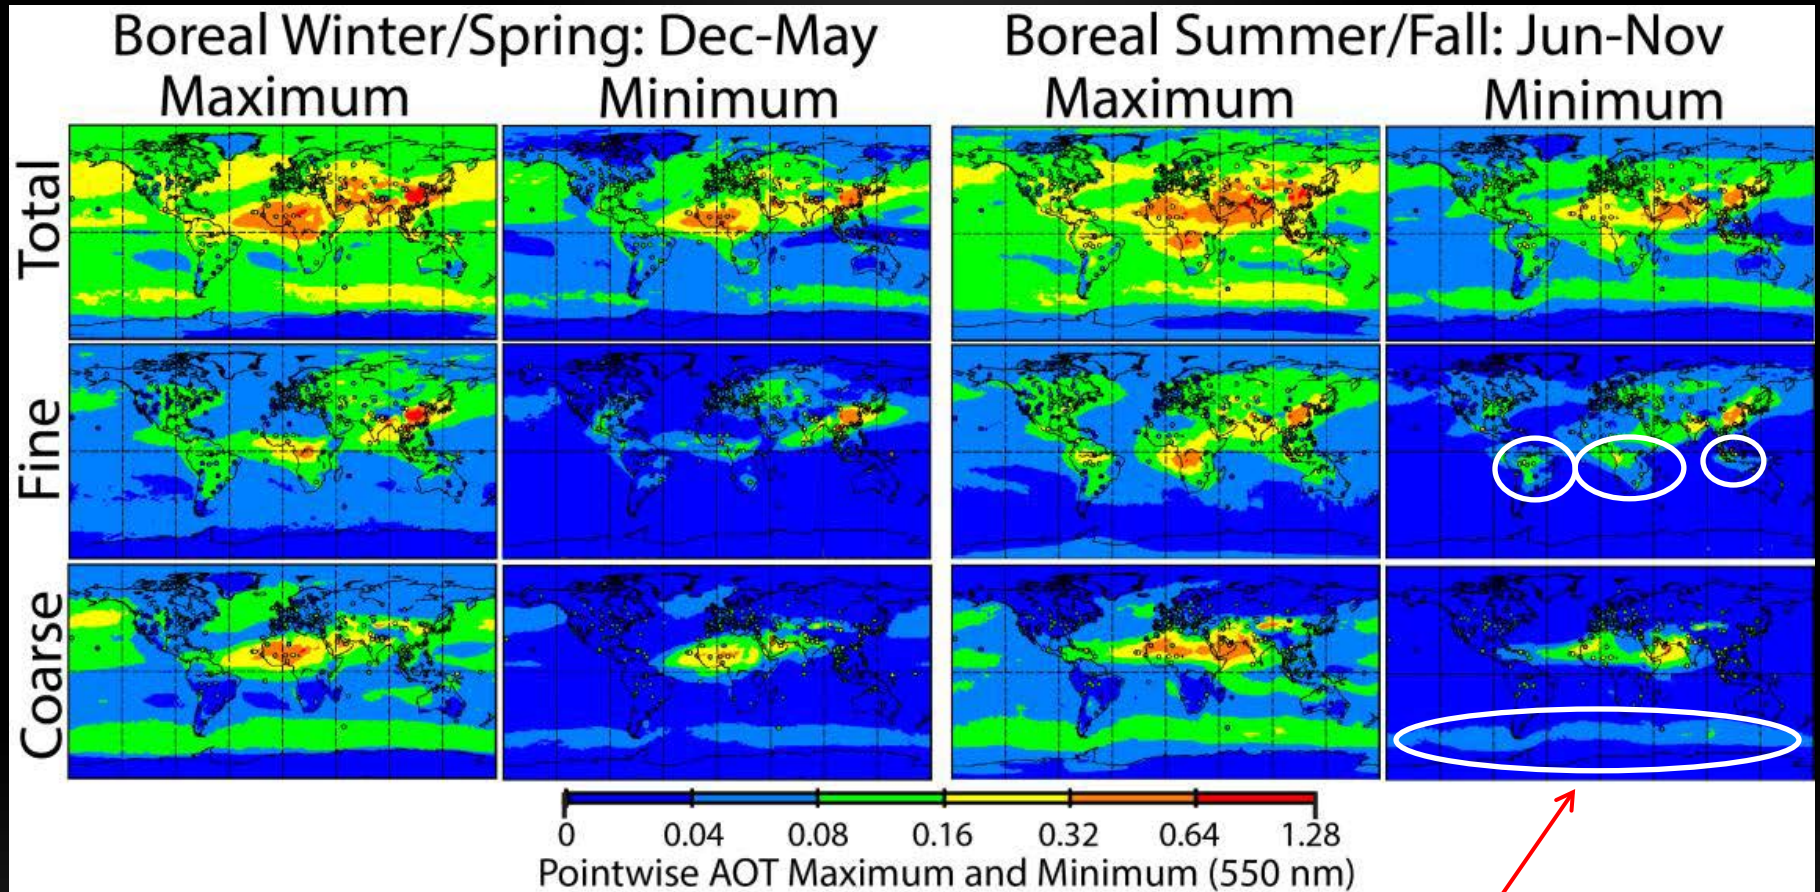 Boreal Winter/Spring: Dec-May
Boreal Summer/Fall: Jun-Nov
Maximum
Minimum
Maximum
Minimum
Total
Fine
Coarse
0 0.04 0.08 0.16 0.32 0.64 1.28
Pointwise AOT Maximum and Minimum (550 nm)